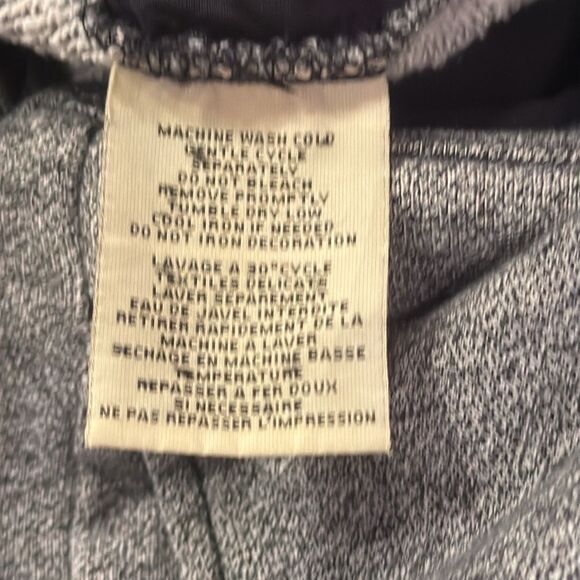 MACHINE WASH COLD
GENTLE CYCLE
SEPARATELY
DO NOT BLEACH
REMOVE PROMPTLY
TUMBLE DRY LOW
COOL IRON IF NEEDED
DO NOT IRON DECORATION
LAVAGE A 30°CYCLE
TEXTILES DELICATS
LAVER SEPAREMENT
EAU DE JAVEL INTERDITE
RETIRER RAPIDEMENT DE LA
MACHINE A LAVER
SECHAGE EN MACHINE BASSE
TEMPERATURE
REPASSER A FER DOUX
SI NECESSAIRE
NE PAS REPASSER L'IMPRESSION